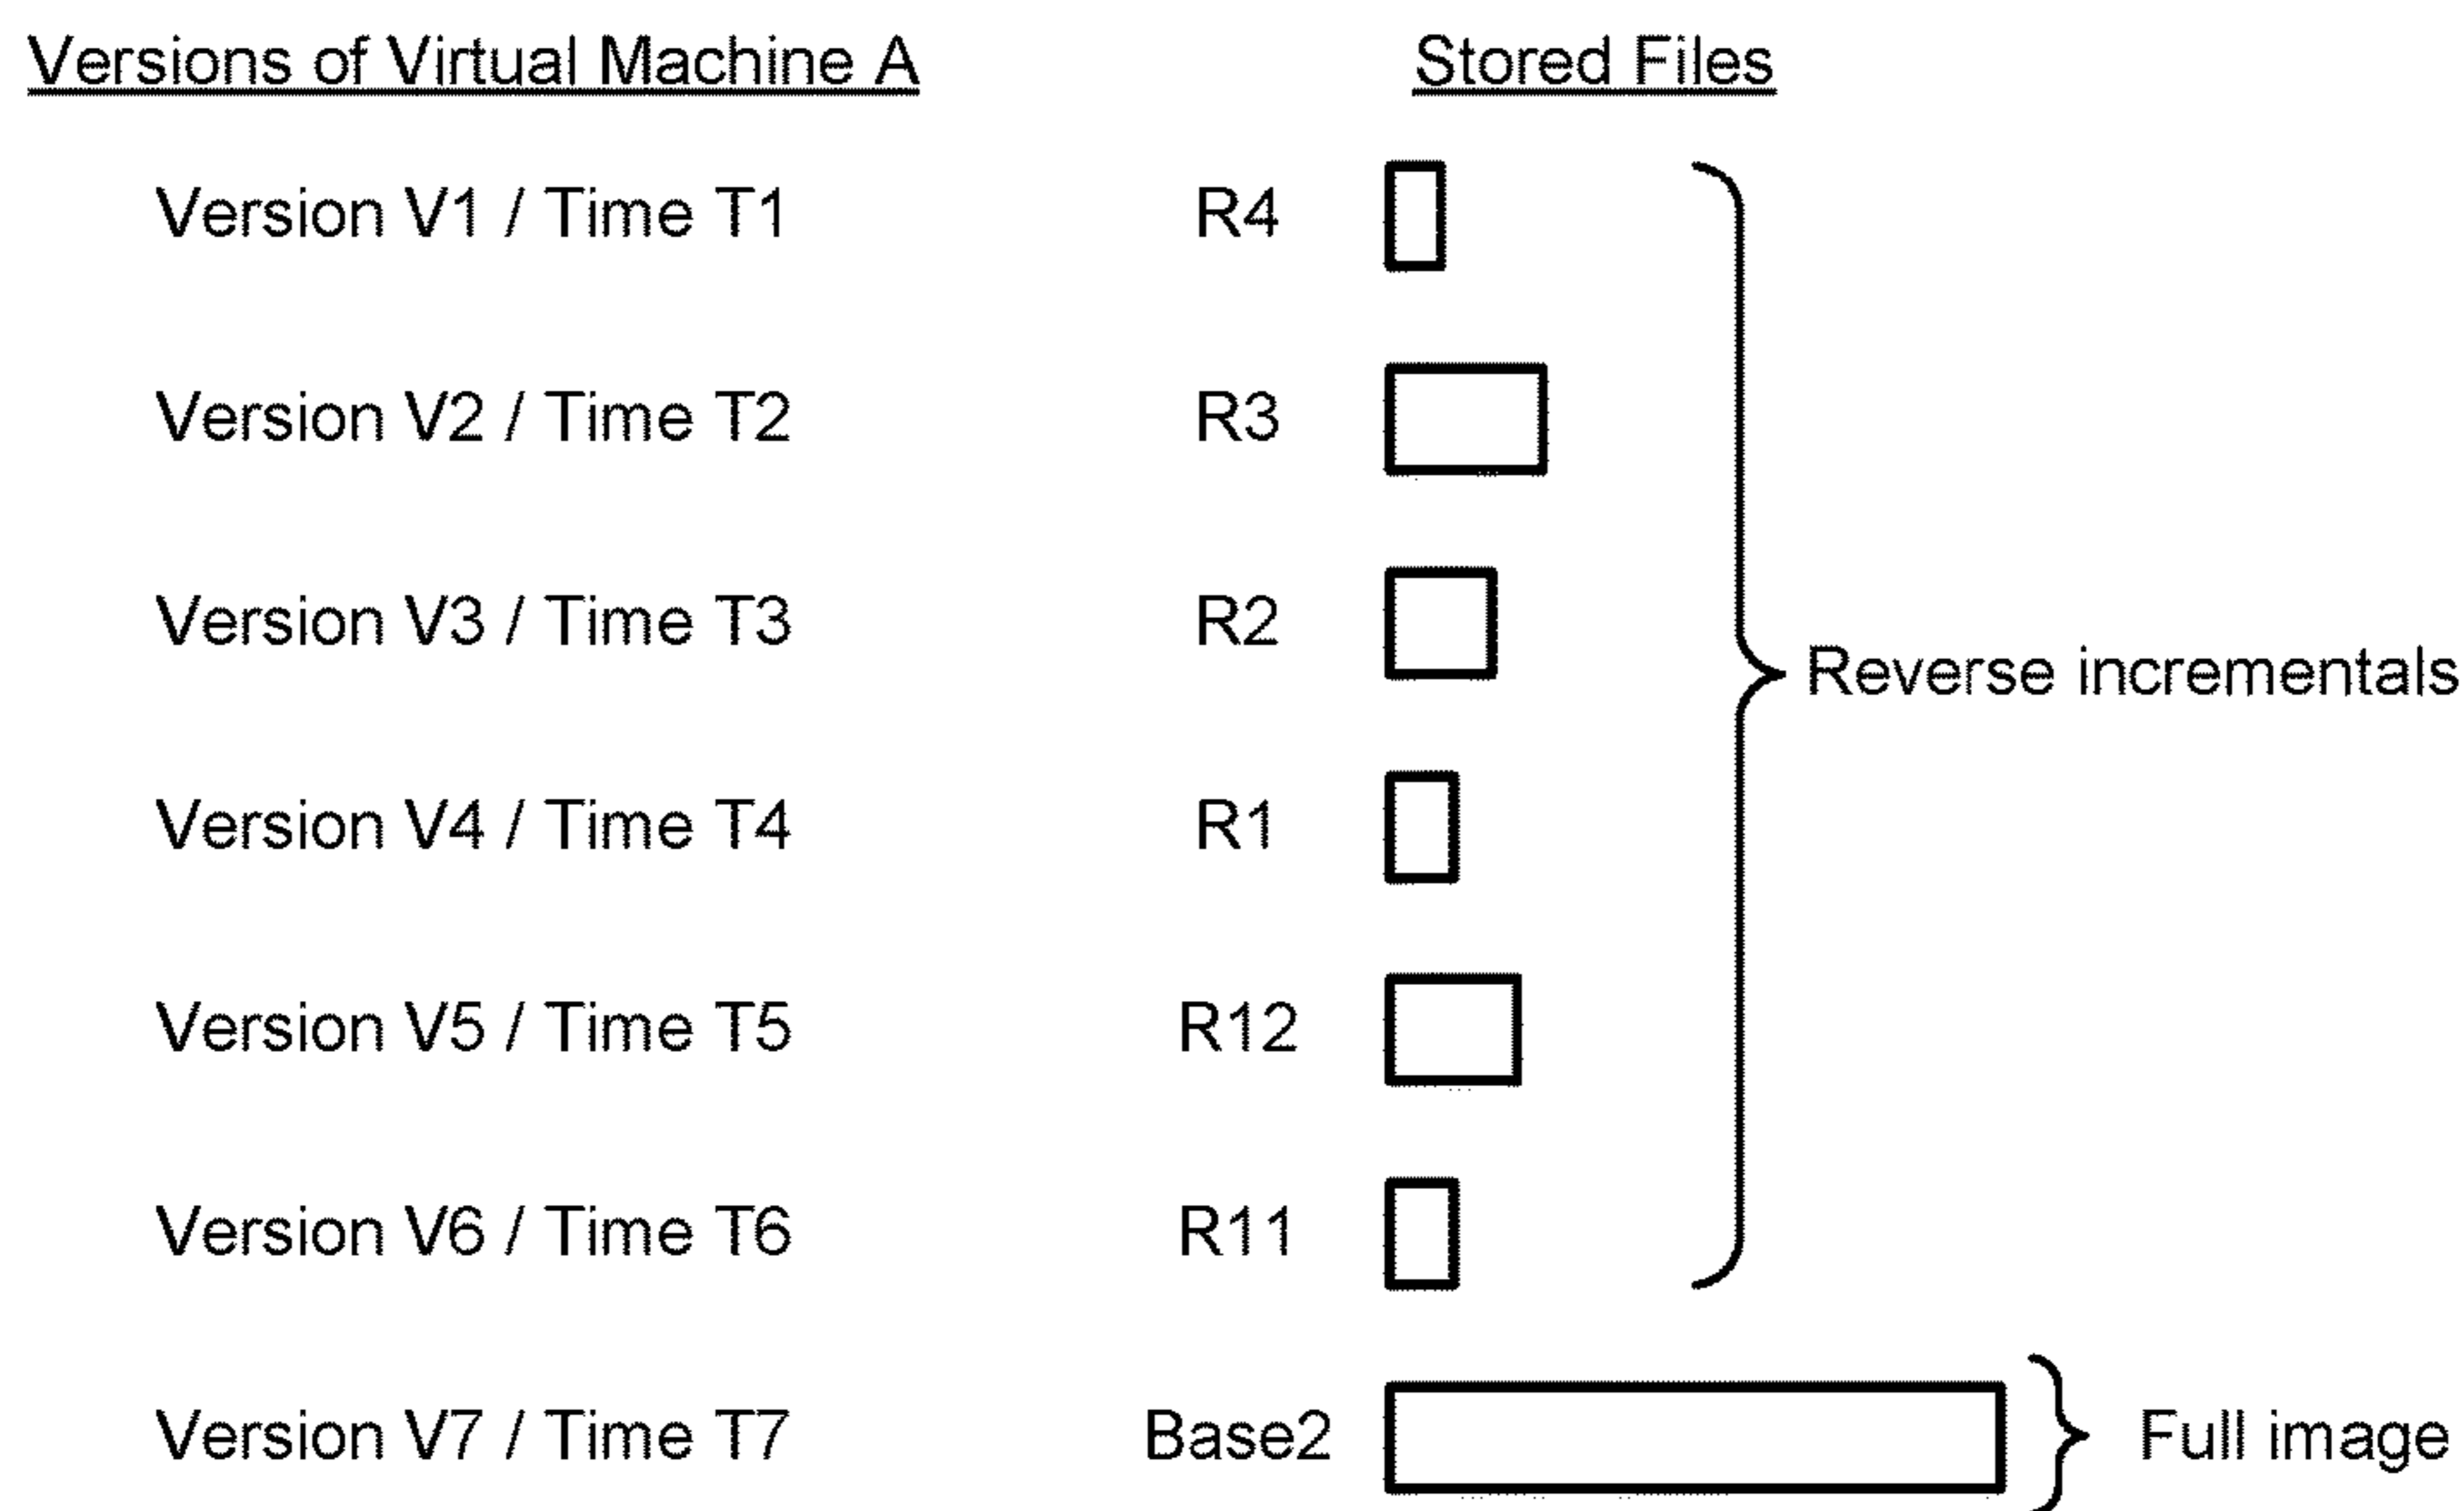 Versions of Virtual Machine A Stored Files
Version V1 / Time T1 R4
Version V2 / Time T2 R3
Version V3 / Time T3 R2
Reverse incrementals
Version V4 / Time T4 R1
Version V5 / Time T5 R12
Version V6 / Time T6 R11
Version V7 / Time T7 Base2 Full image